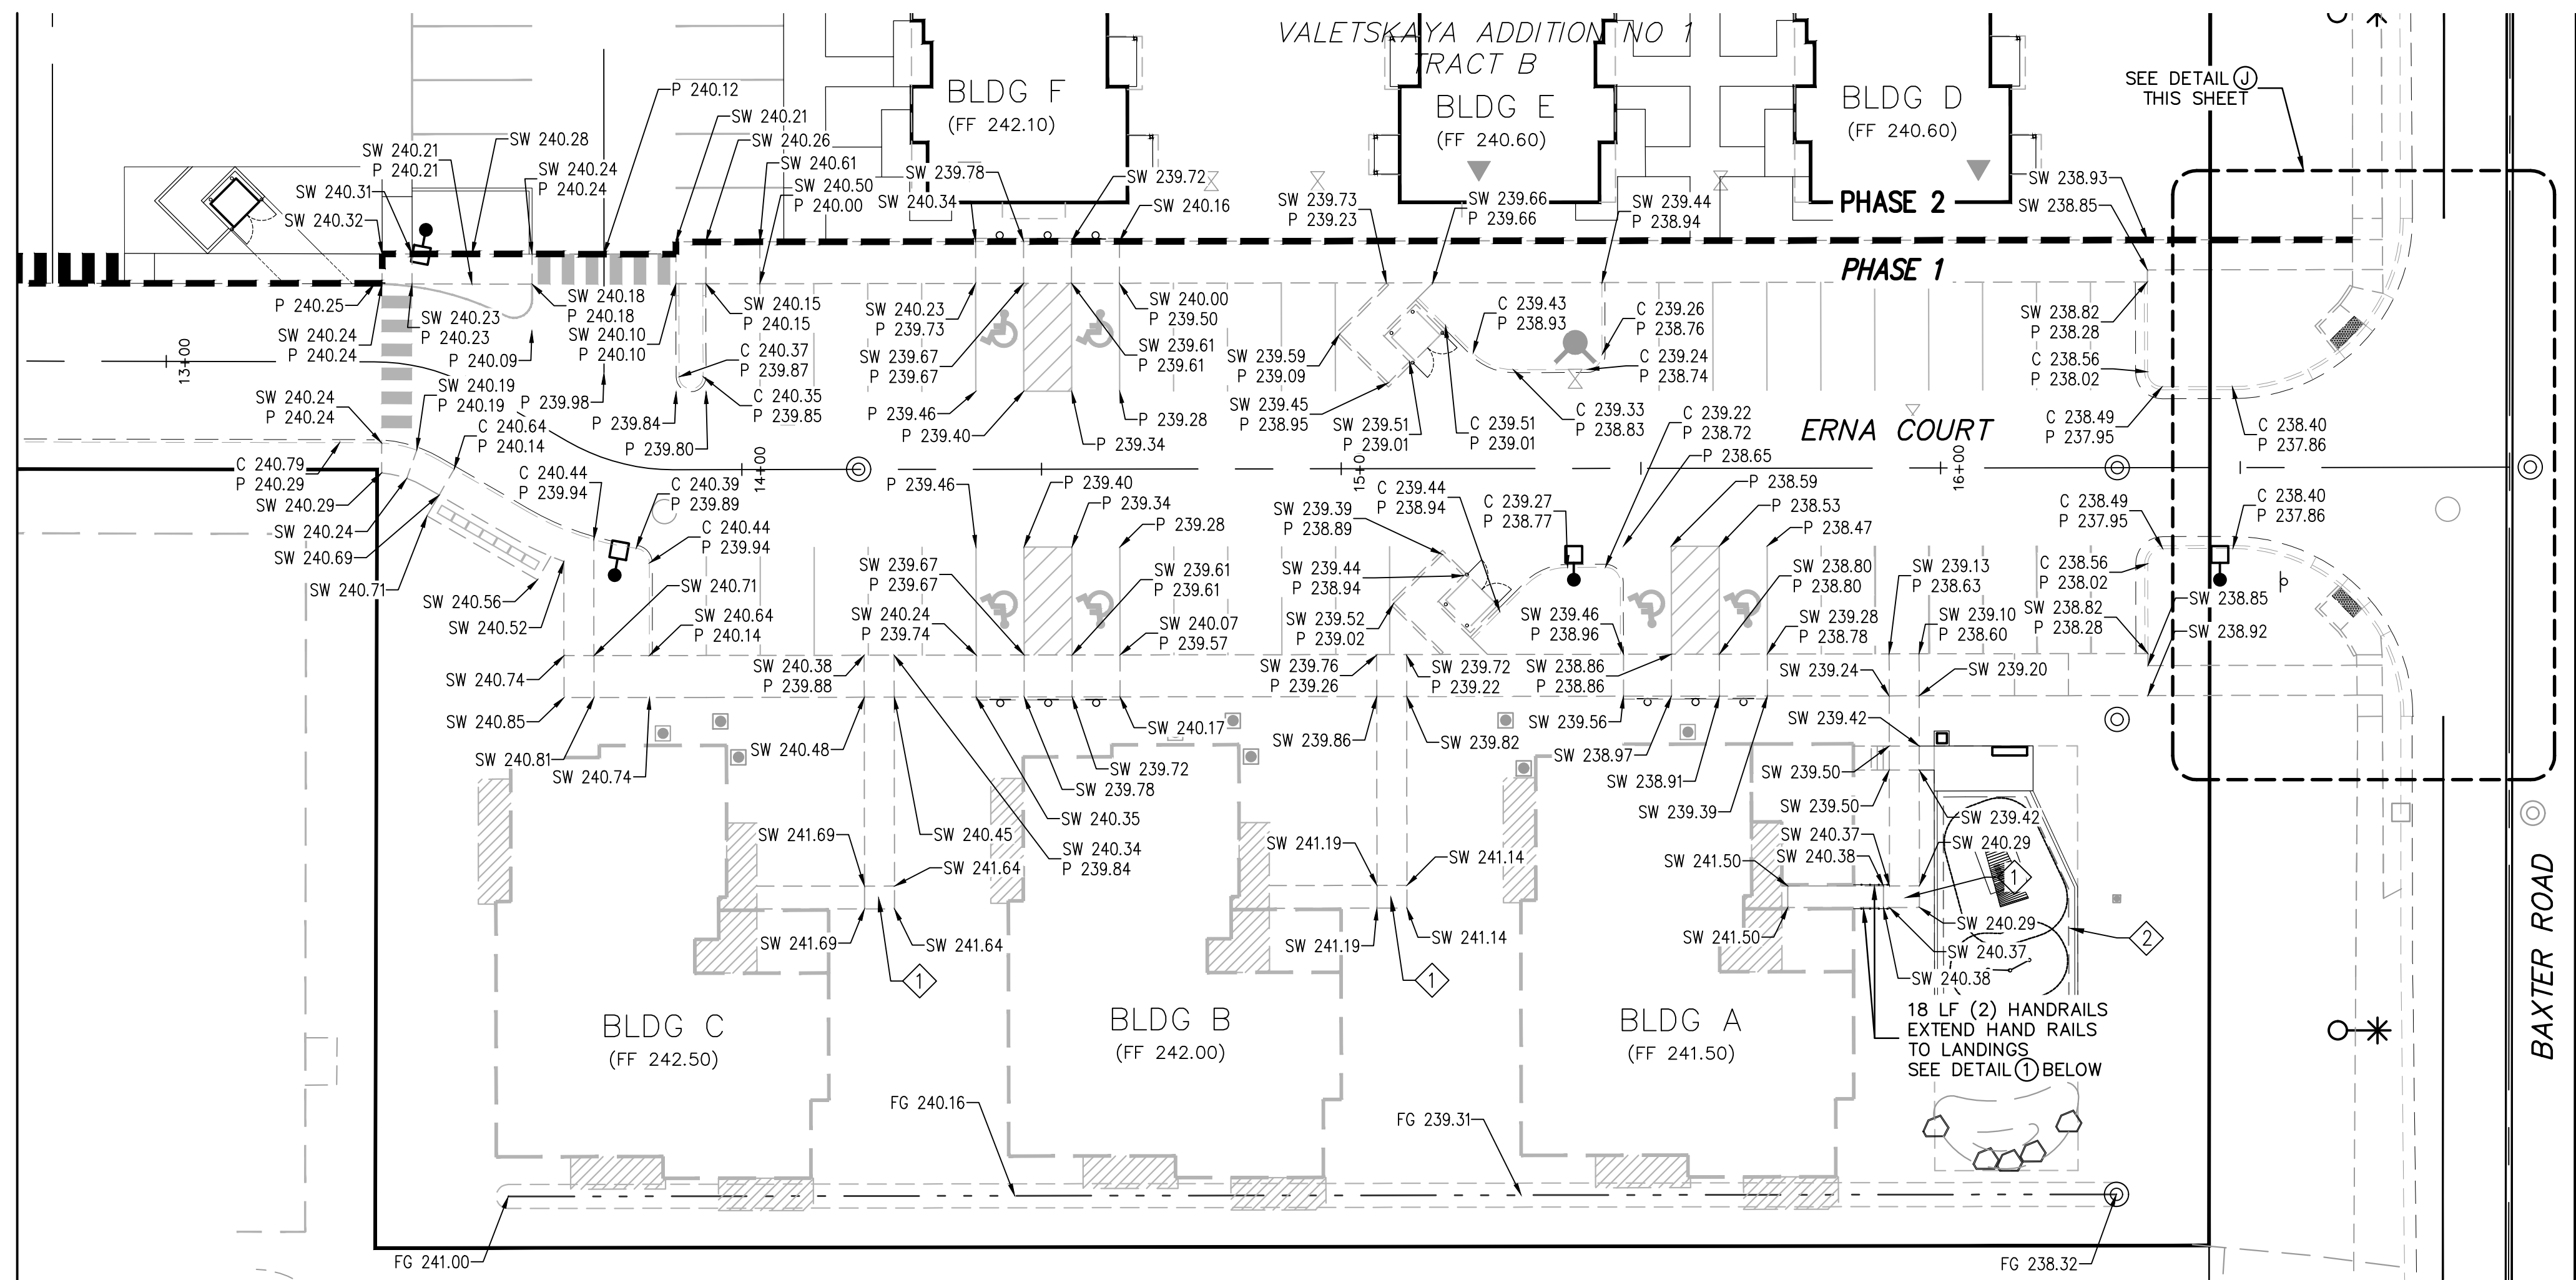 VALETSKAYA ADDITION NO 1
TRACT B
BLDG F
(FF 242.10)
BLDG E
(FF 240.60)
BLDG D
(FF 240.60)
SEE DETAIL J
THIS SHEET
P 240.12
SW 240.21
SW 240.26
SW 240.28
SW 240.21
P 240.21
SW 240.24
P 240.24
SW 240.61
SW 240.50
P 240.00
SW 240.31
SW 240.32
SW 239.78
SW 240.34
SW 239.72
SW 240.16
SW 239.73
P 239.23
SW 239.66
P 239.66
SW 239.44
P 238.94
SW 238.93
SW 238.85
PHASE 2
PHASE 1
P 240.25
SW 240.24
P 240.24
SW 240.23
P 240.23
SW 240.18
P 240.18
P 240.09
SW 240.10
P 240.10
SW 240.15
P 240.15
C 240.37
P 239.87
C 240.35
P 239.85
SW 240.23
P 239.73
SW 239.67
P 239.67
SW 240.00
P 239.50
SW 239.61
P 239.61
SW 239.59
P 239.09
SW 239.45
P 238.95
C 239.43
P 238.93
C 239.26
P 238.76
C 239.24
P 238.74
SW 238.82
P 238.28
C 238.56
P 238.02
13+00
SW 240.24
P 240.24
SW 240.19
P 240.19
C 240.64
P 240.14
P 239.98
P 239.84
P 239.80
P 239.46
P 239.40
P 239.34
P 239.28
SW 239.51
P 239.01
C 239.51
P 239.01
C 239.33
P 238.83
C 239.22
P 238.72
P 238.65
ERNA COURT
C 238.49
P 237.95
C 238.40
P 237.86
C 240.79
P 240.29
SW 240.29
SW 240.24
SW 240.69
SW 240.71
C 240.44
P 239.94
C 240.39
P 239.89
C 240.44
P 239.94
14+00
P 239.46
P 239.40
P 239.34
P 239.28
15+0
SW 239.39
P 238.89
C 239.44
P 238.94
C 239.27
P 238.77
P 238.59
P 238.53
P 238.47
16+00
C 238.49
P 237.95
C 238.40
P 237.86
SW 240.56
SW 240.52
SW 240.71
SW 240.64
P 240.14
SW 239.67
P 239.67
SW 240.24
P 239.74
SW 239.61
P 239.61
SW 240.07
P 239.57
SW 239.44
P 238.94
SW 239.52
P 239.02
SW 239.46
P 238.96
SW 238.80
P 238.80
SW 239.28
P 238.78
SW 239.13
P 238.63
SW 239.10
P 238.60
C 238.56
P 238.02
SW 238.82
P 238.28
SW 238.85
SW 238.92
SW 240.74
SW 240.85
SW 240.81
SW 240.74
SW 240.38
P 239.88
SW 240.48
SW 240.17
SW 239.72
SW 239.78
SW 240.35
SW 240.34
P 239.84
SW 240.45
SW 239.76
P 239.26
SW 239.72
P 239.22
SW 239.86
SW 239.82
SW 238.86
P 238.86
SW 239.56
SW 238.97
SW 238.91
SW 239.39
SW 239.24
SW 239.20
SW 239.42
SW 239.50
SW 239.50
SW 239.42
SW 241.69
SW 241.64
SW 241.69
SW 241.64
1
SW 241.19
SW 241.14
SW 241.19
SW 241.14
1
SW 241.50
SW 240.37
SW 240.38
SW 240.29
1
SW 241.50
SW 240.29
SW 240.37
SW 240.38
2
18 LF (2) HANDRAILS
EXTEND HAND RAILS
TO LANDINGS
SEE DETAIL 1 BELOW
BLDG C
(FF 242.50)
BLDG B
(FF 242.00)
BLDG A
(FF 241.50)
BAXTER ROAD
FG 240.16
FG 239.31
FG 241.00
FG 238.32